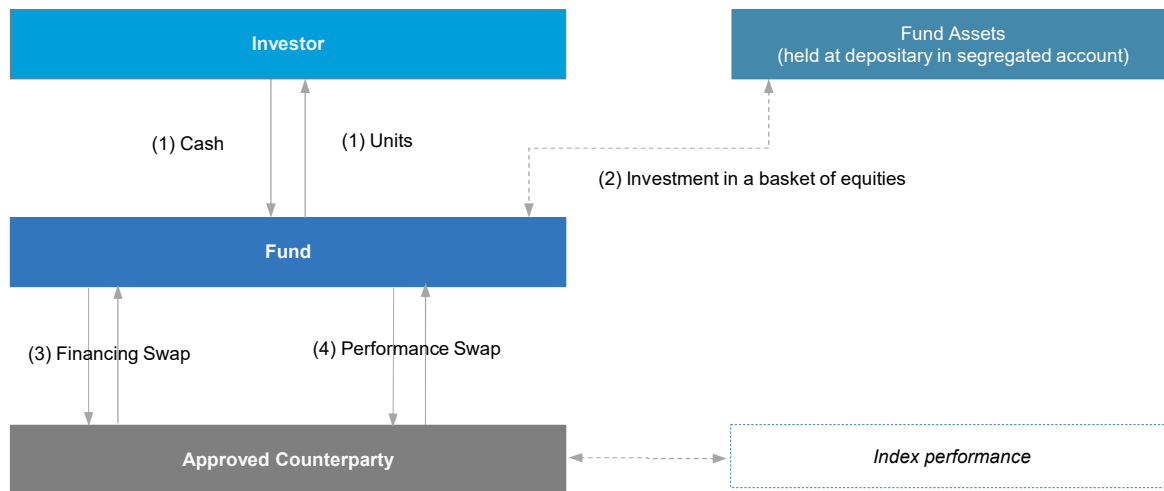 Investor
Fund Assets
(held at depositary in segregated account)
(1) Cash
(1) Units
(2) Investment in a basket of equities
Fund
(3) Financing Swap
(4) Performance Swap
Approved Counterparty
Index performance